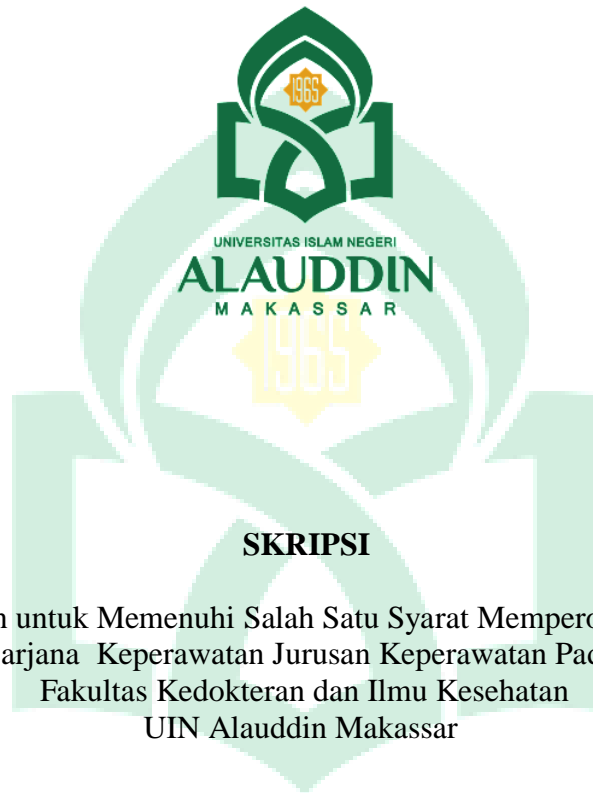 1965
UNIVERSITAS ISLAM NEGERI
ALAUDDIN
MAKASSAR
1965
SKRIPSI
untuk Memenuhi Salah Satu Syarat
Keperawatan Jurusan Keperawatan
Fakultas Kedokteran dan Ilmu Kesehatan
UIN Alauddin Makassar